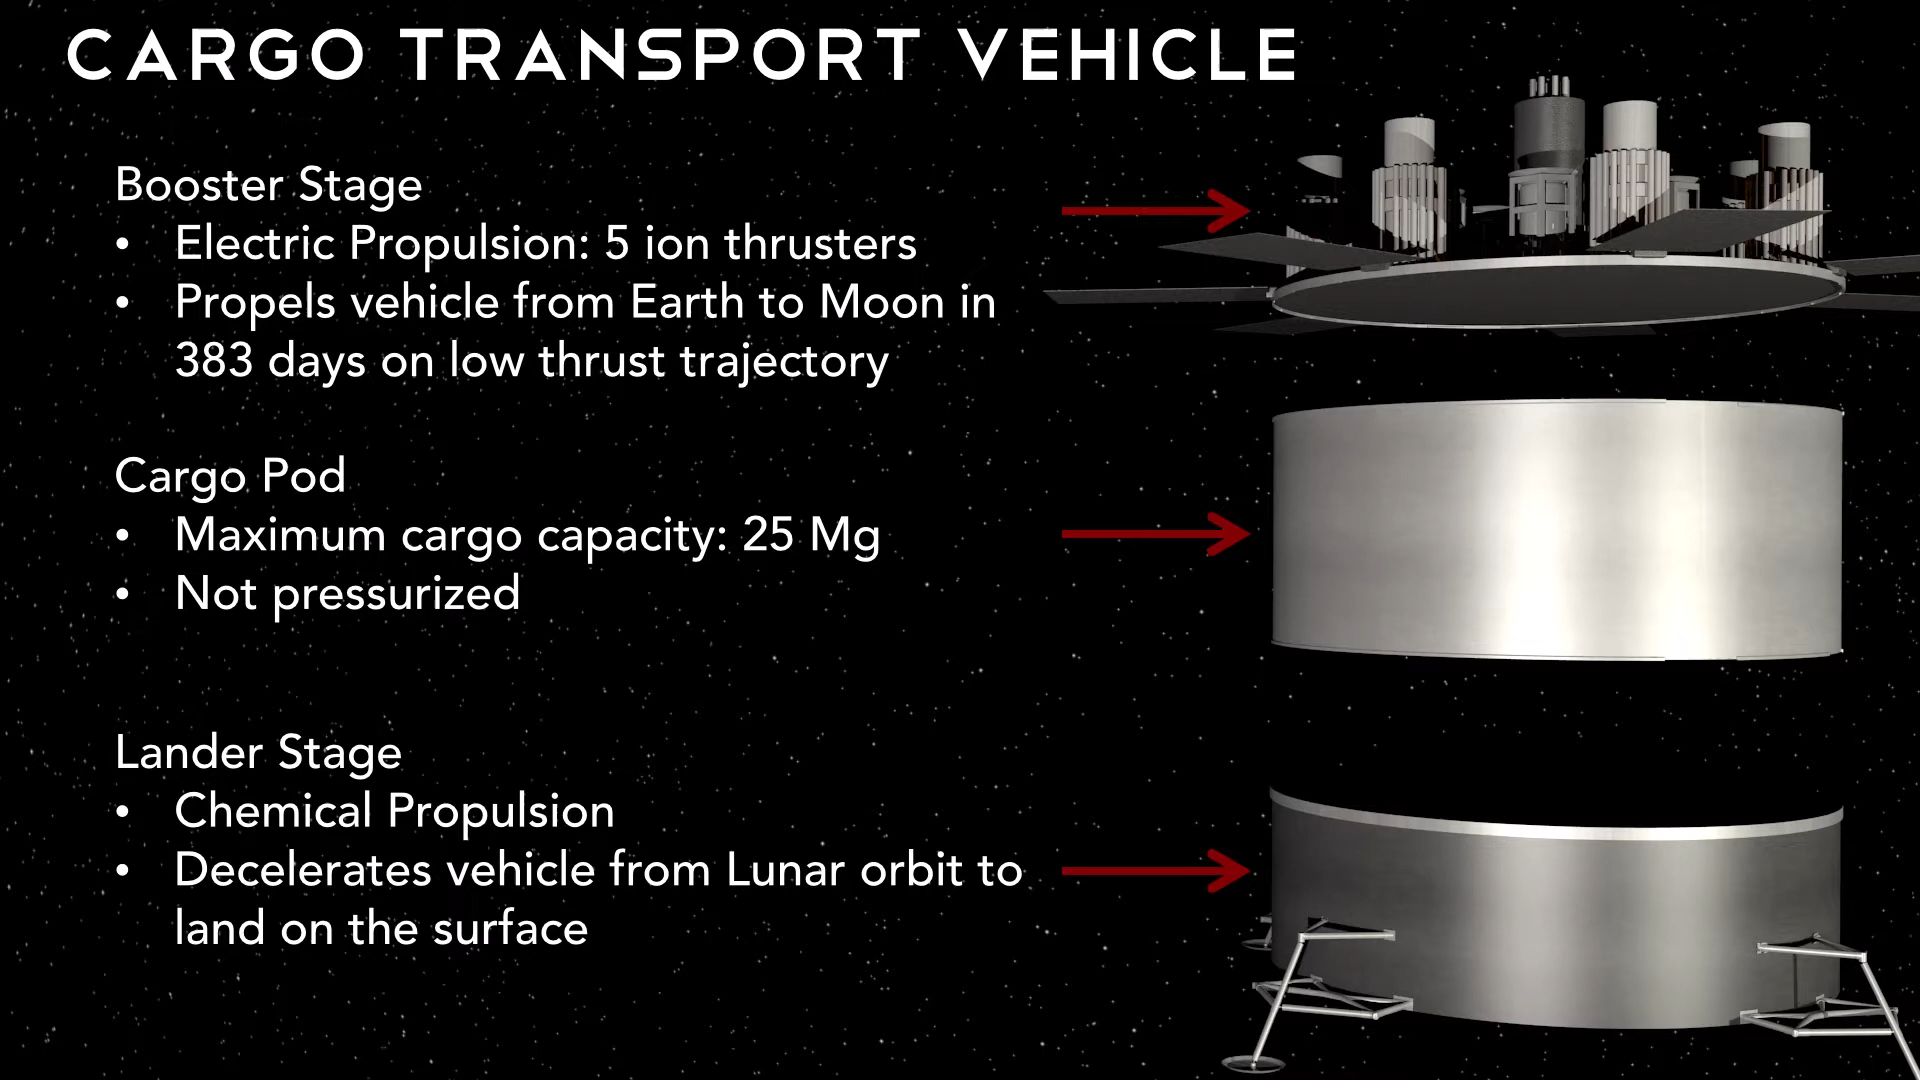 CARGO TRANSPORT VEHICLE
Booster Stage
• Electric Propulsion: 5 ion thrusters
• Propels vehicle from Earth to Moon in
383 days on low thrust trajectory
Cargo Pod
• Maximum cargo capacity: 25 Mg
• Not pressurized
Lander Stage
• Chemical Propulsion
• Decelerates vehicle from Lunar orbit to
land on the surface